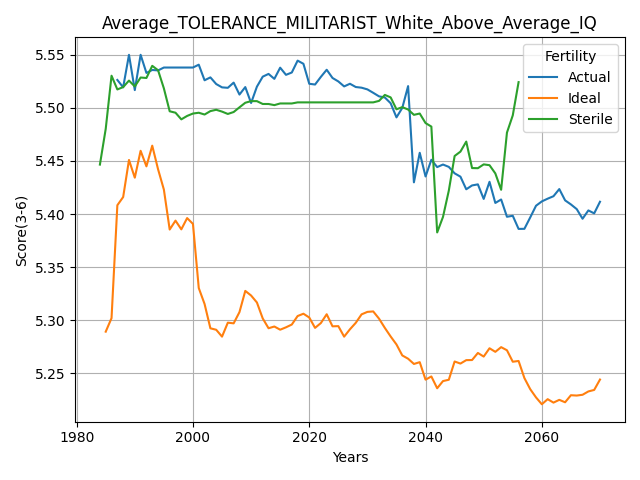 Average_TOLERANCE_MILITARIST_White_Above_Average_IQ
Fertility
Actual
Ideal
Sterile
Score(3-6)
5.55
5.50
5.45
5.40
5.35
5.30
5.25
1980 2000 2020 2040 2060
Years